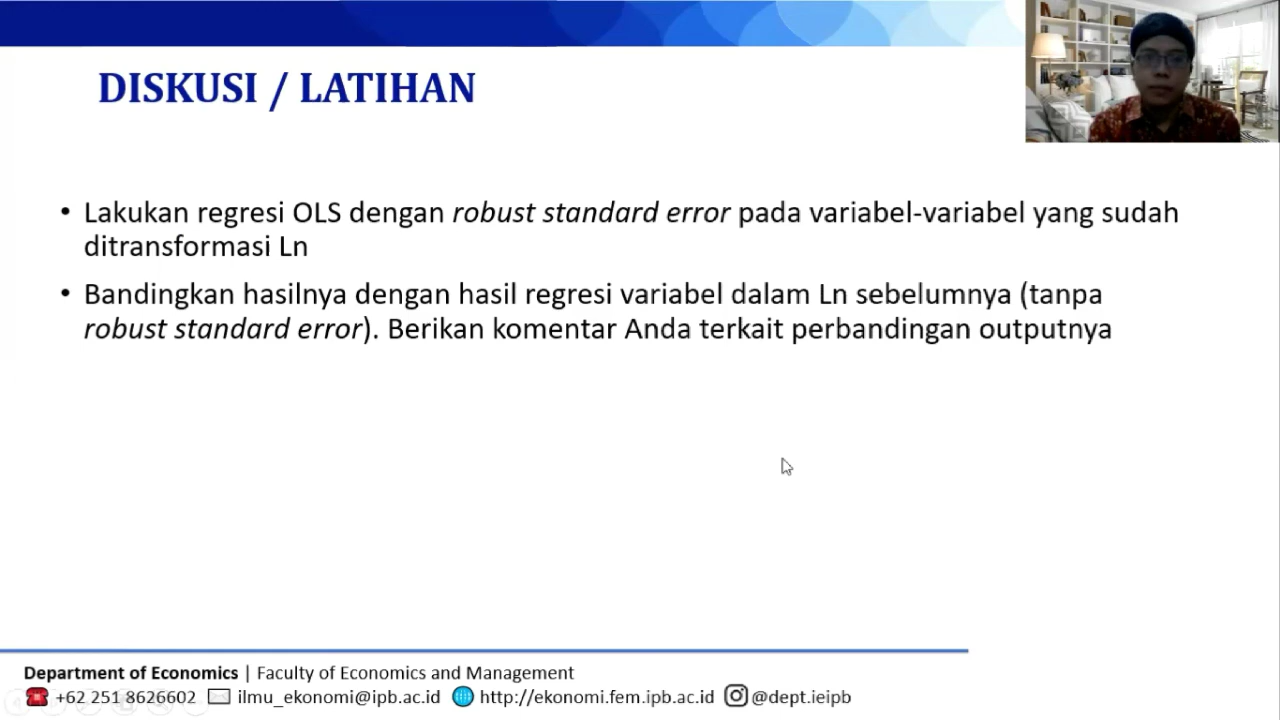 DISKUSI / LATIHAN
• Lakukan regresi OLS dengan robust standard error pada variabel-variabel yang sudah
ditransformasi Ln
• Bandingkan hasilnya dengan hasil regresi variabel dalam Ln sebelumnya (tanpa
robust standard error). Berikan komentar Anda terkait perbandingan outputnya
Department of Economics | Faculty of Economics and Management
+62 251 8626602 ilmu_ekonomi@ipb.ac.id http://ekonomi.fem.ipb.ac.id @dept.ieipb